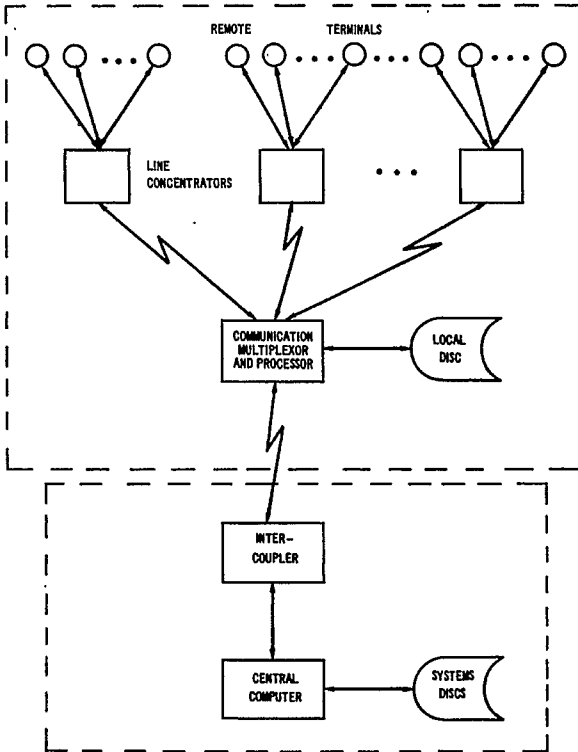 REMOTE TERMINALS
LINE
CONCENTRATORS
COMMUNICATION
MULTIPLEXOR
AND PROCESSOR
LOCAL
DISC
INTER-
COUPLER
CENTRAL
COMPUTER
SYSTEMS
DISCS